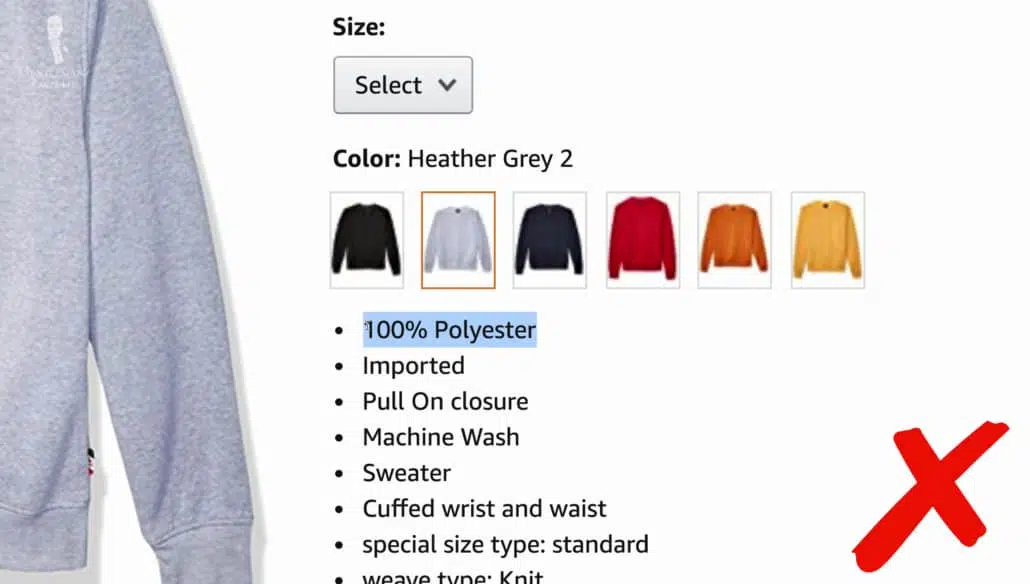 Size:
Select
Color: Heather Grey 2
100% Polyester
Imported
Pull On closure
Machine Wash
Sweater
Cuffed wrist and waist
special size type: standard
weave type: Knit